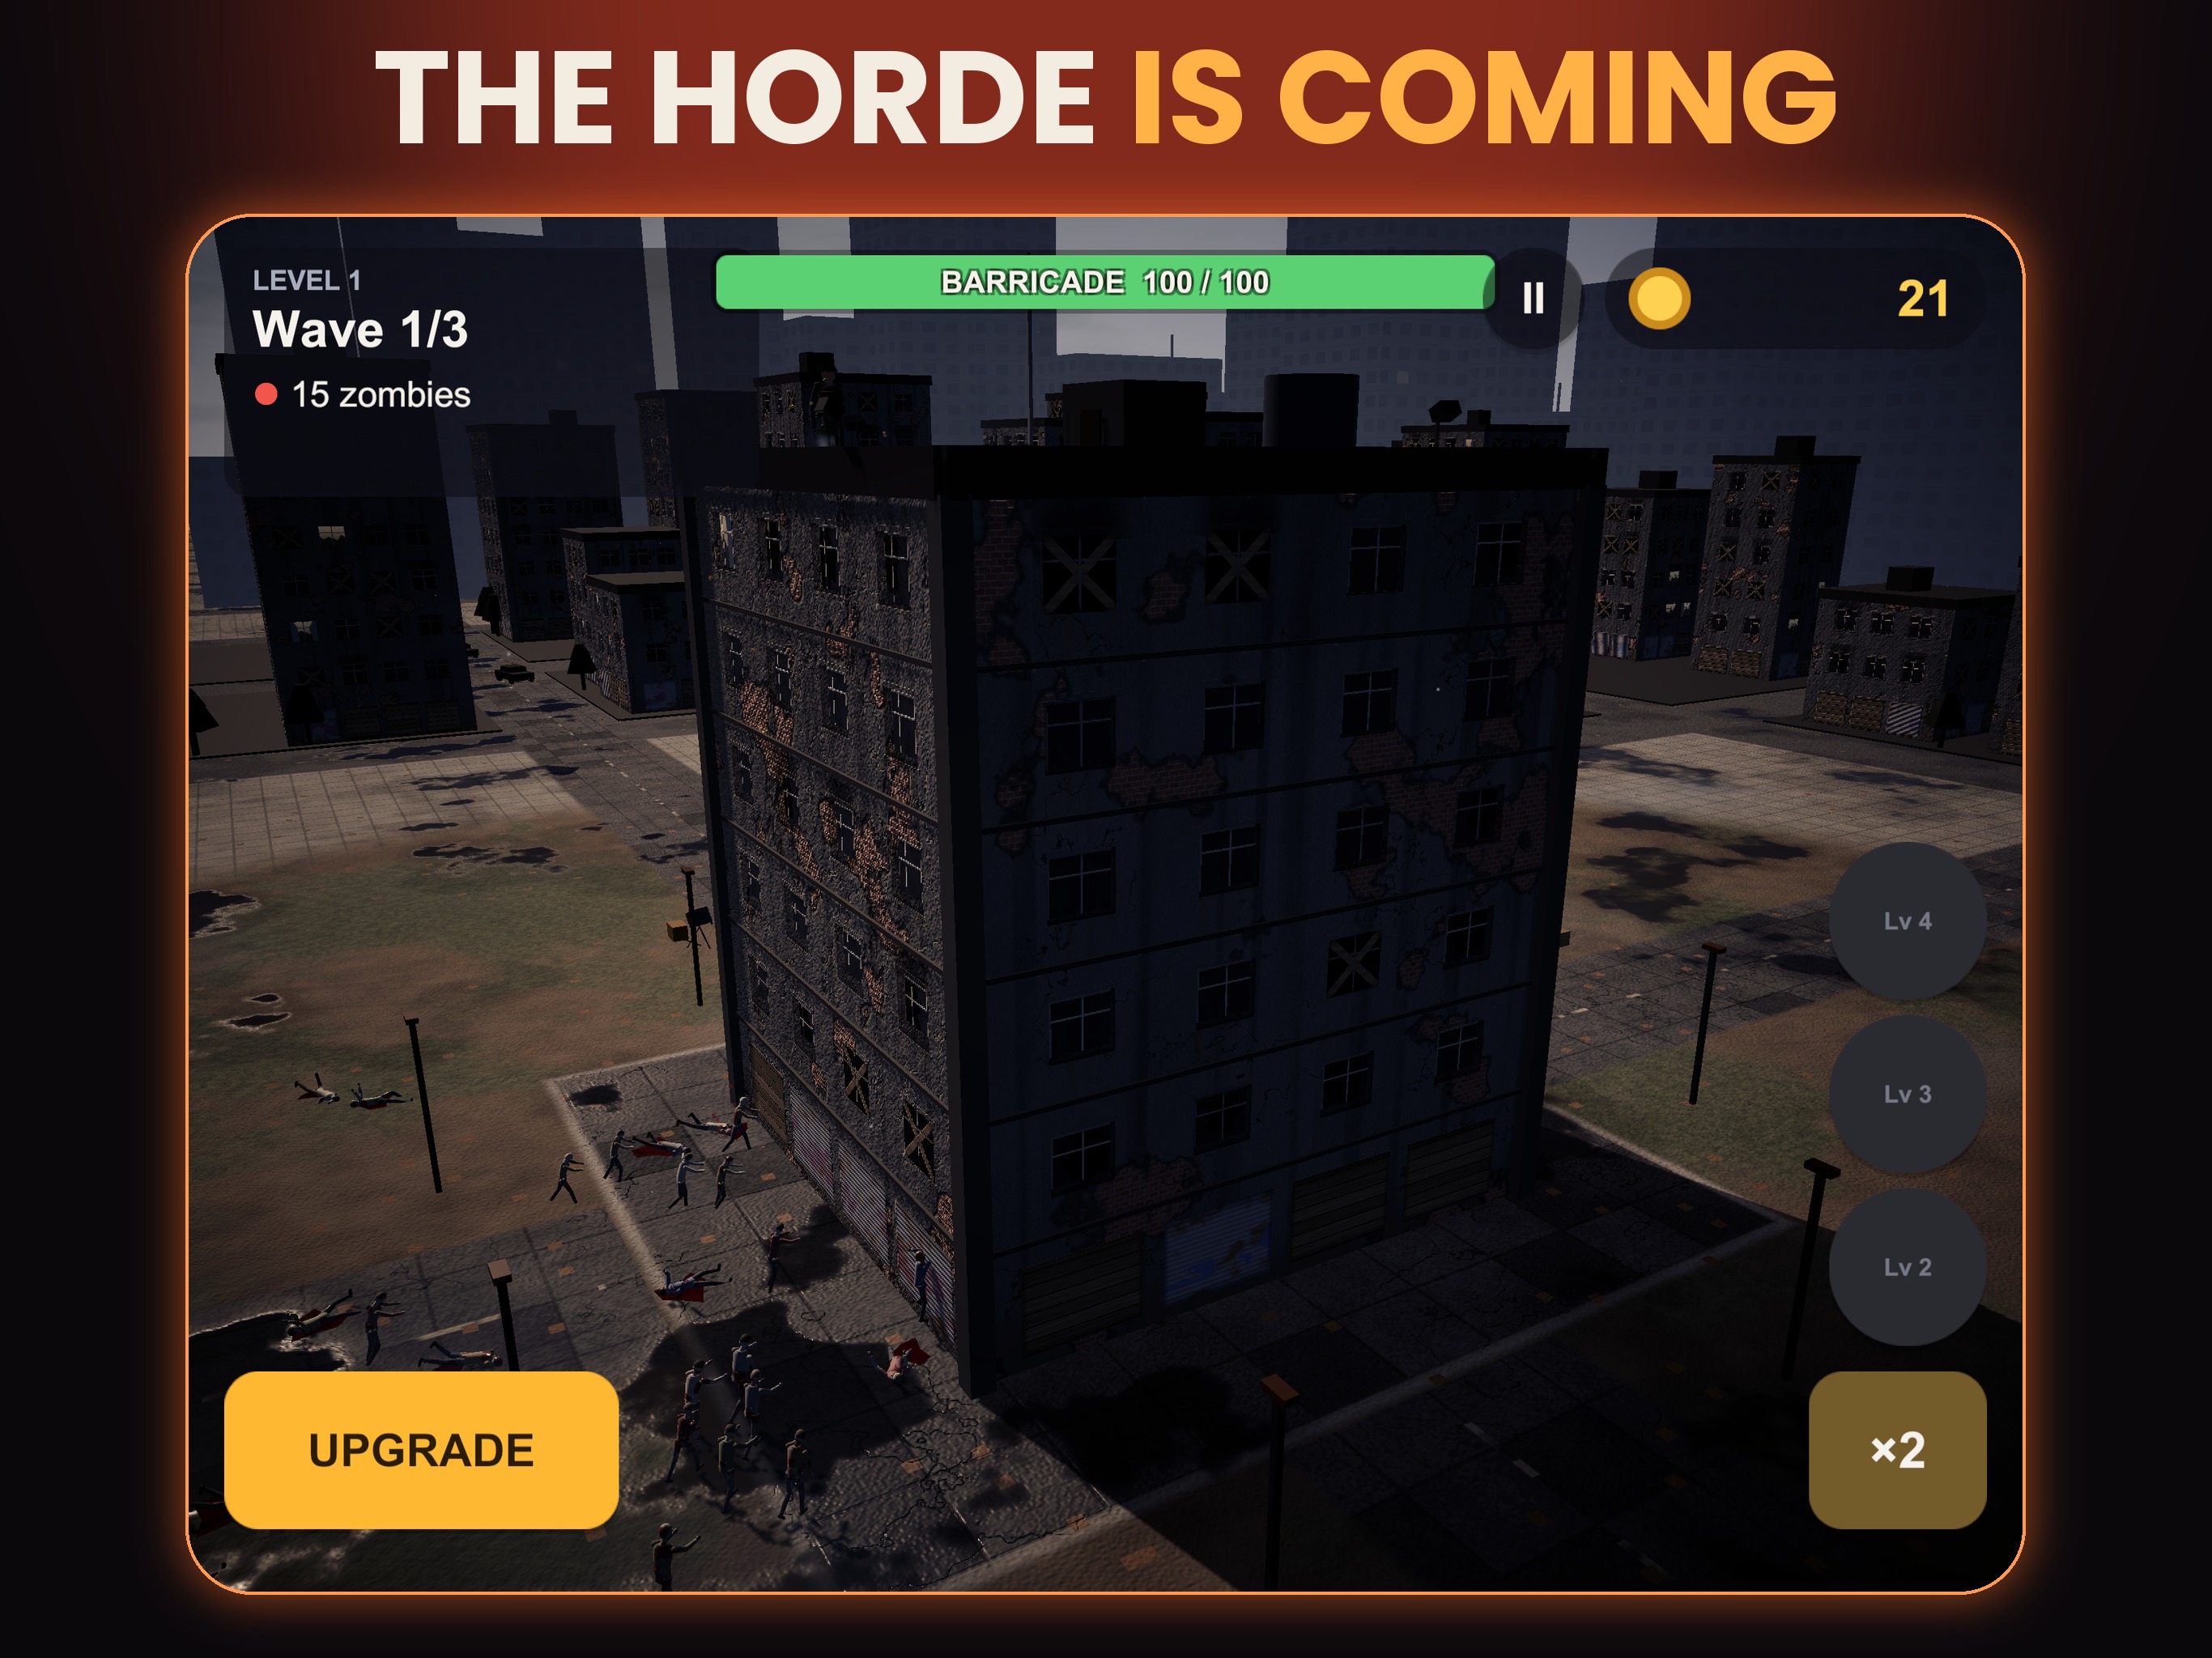 THE HORDE IS COMING
LEVEL 1
Wave 1/3
15 zombies
BARRICADE 100 / 100
21
Lv 4
Lv 3
Lv 2
UPGRADE
×2